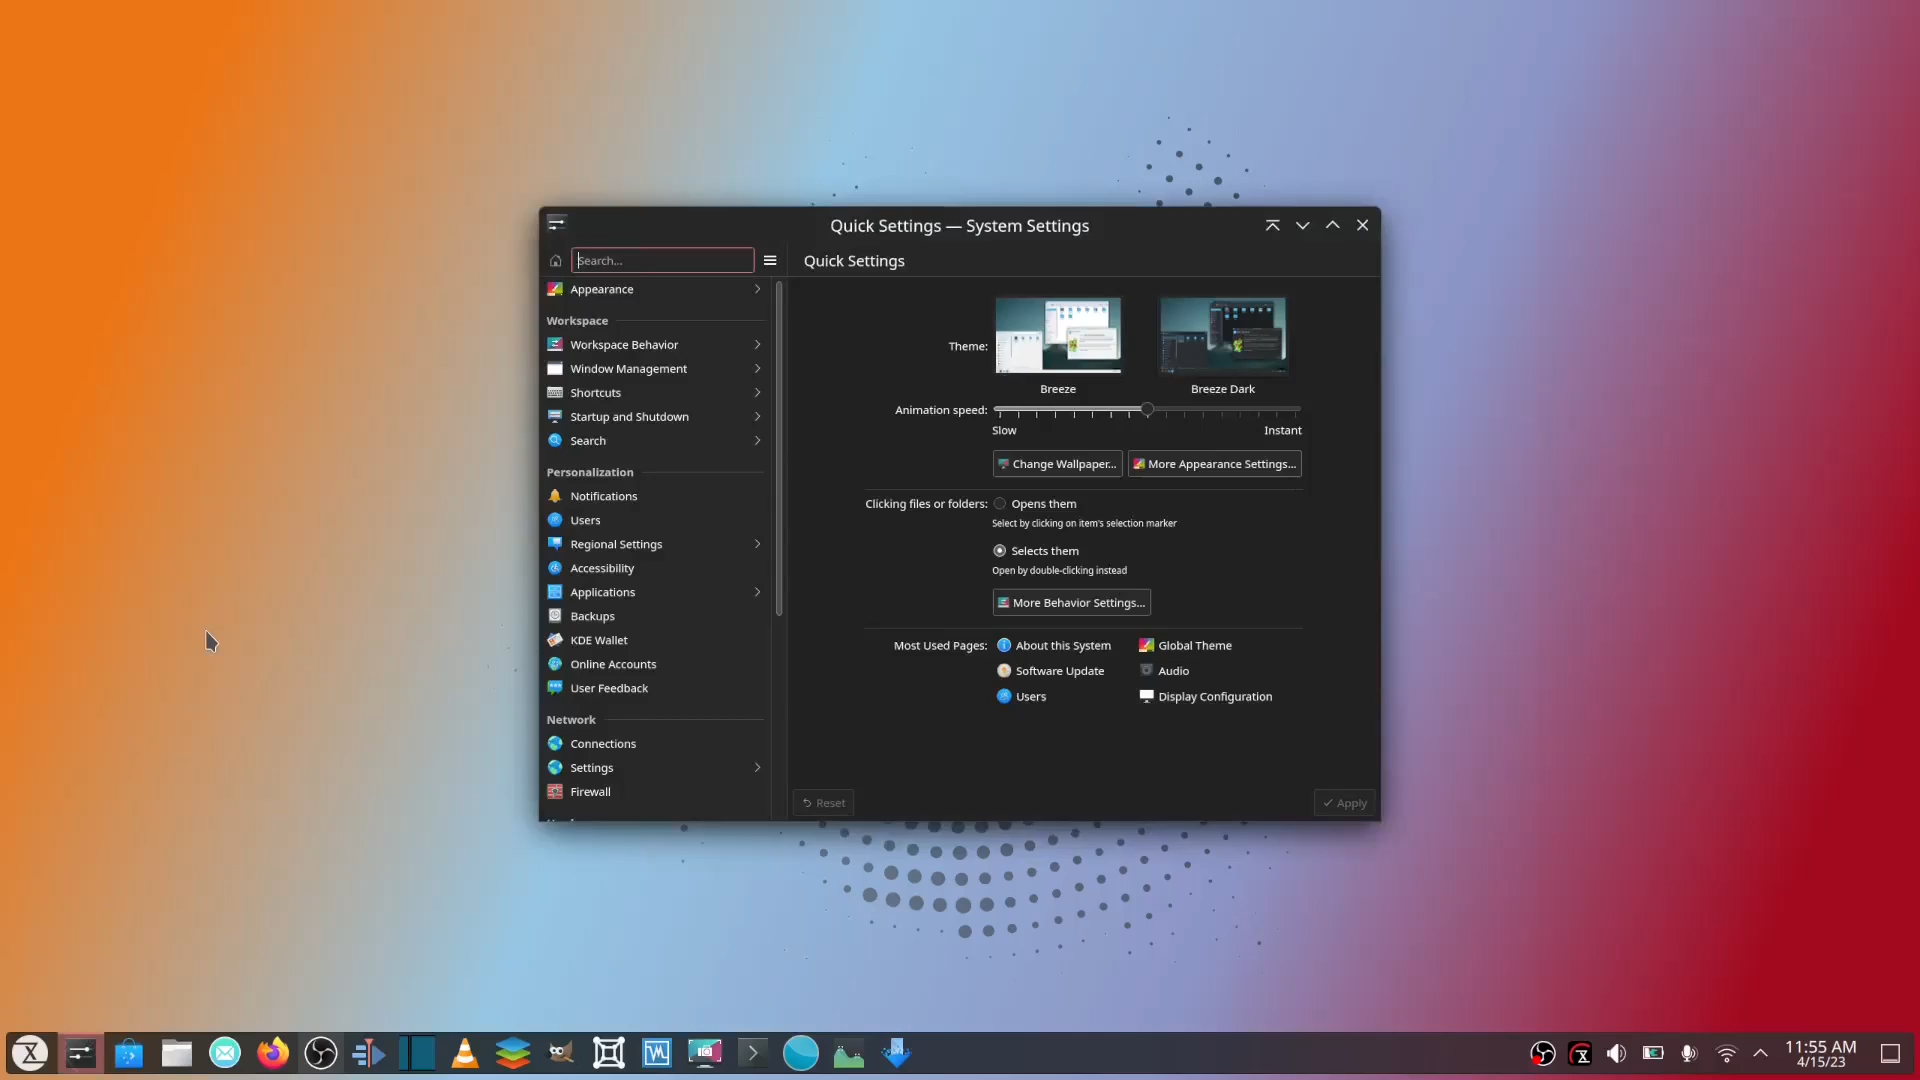 Quick Settings — System Settings
Search...
Quick Settings
Appearance
Workspace
Workspace Behavior
Window Management
Shortcuts
Startup and Shutdown
Search
Personalization
Notifications
Users
Regional Settings
Accessibility
Applications
Backups
KDE Wallet
Online Accounts
User Feedback
Network
Connections
Settings
Firewall
Theme:
Breeze
Breeze Dark
Animation speed:
Slow
Instant
Change Wallpaper...
More Appearance Settings...
Clicking files or folders:
Opens them
Select by clicking on item's selection marker
Selects them
Open by double-clicking instead
More Behavior Settings...
Most Used Pages:
About this System
Global Theme
Software Update
Audio
Users
Display Configuration
Reset
Apply
11:55 AM
4/15/23